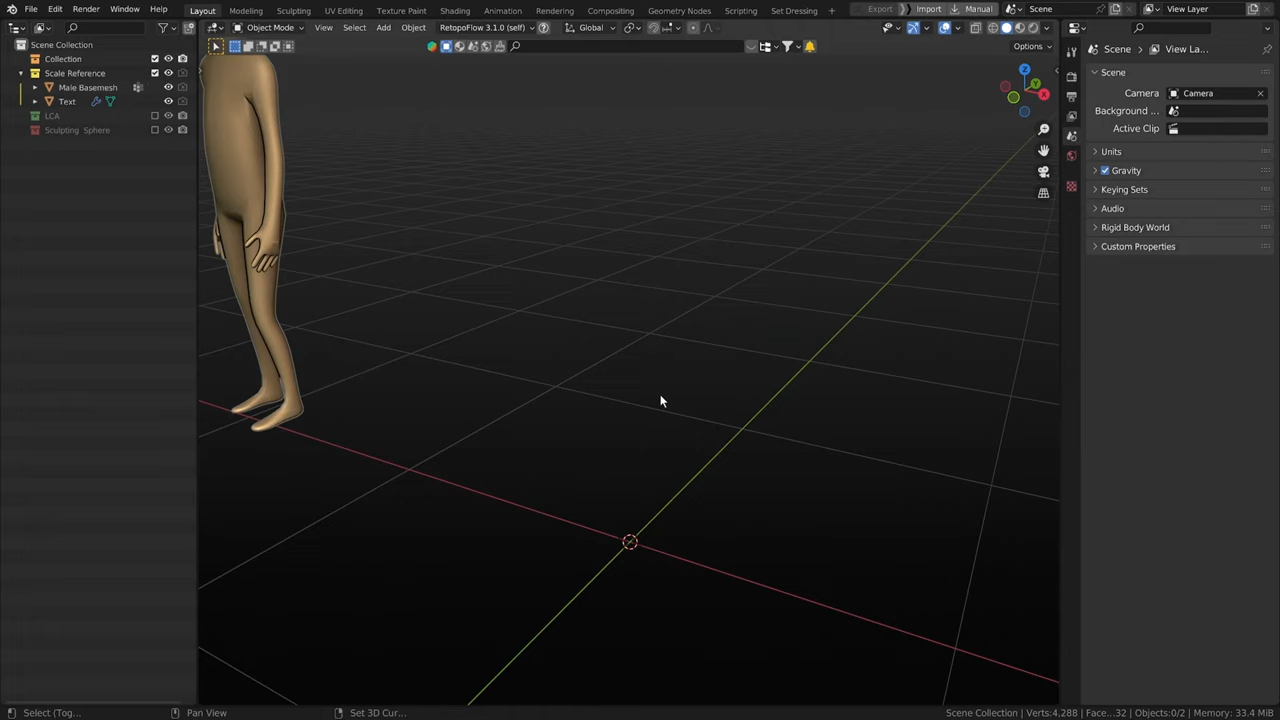 File Edit Render Window Help Layout Modeling Sculpting UV Editing Texture Paint Shading Animation Rendering Compositing Geometry Nodes Scripting Set Dressing Export Import Manual Scene View Layer
Object Mode View Select Add Object RetopoFlow 3.1.0 (self) Global
Options
Scene Collection
Collection
Scale Reference
Male Basemesh
Text
LCA
Sculpting Sphere
Z
Y
X
Scene View La...
Scene
Camera Camera
Background ...
Active Clip
Units
Gravity
Keying Sets
Audio
Rigid Body World
Custom Properties
Select (Tog... Pan View Set 3D Cur... Scene Collection | Verts:4,288 | Face...32 | Objects:0/2 | Memory: 33.4 MiB